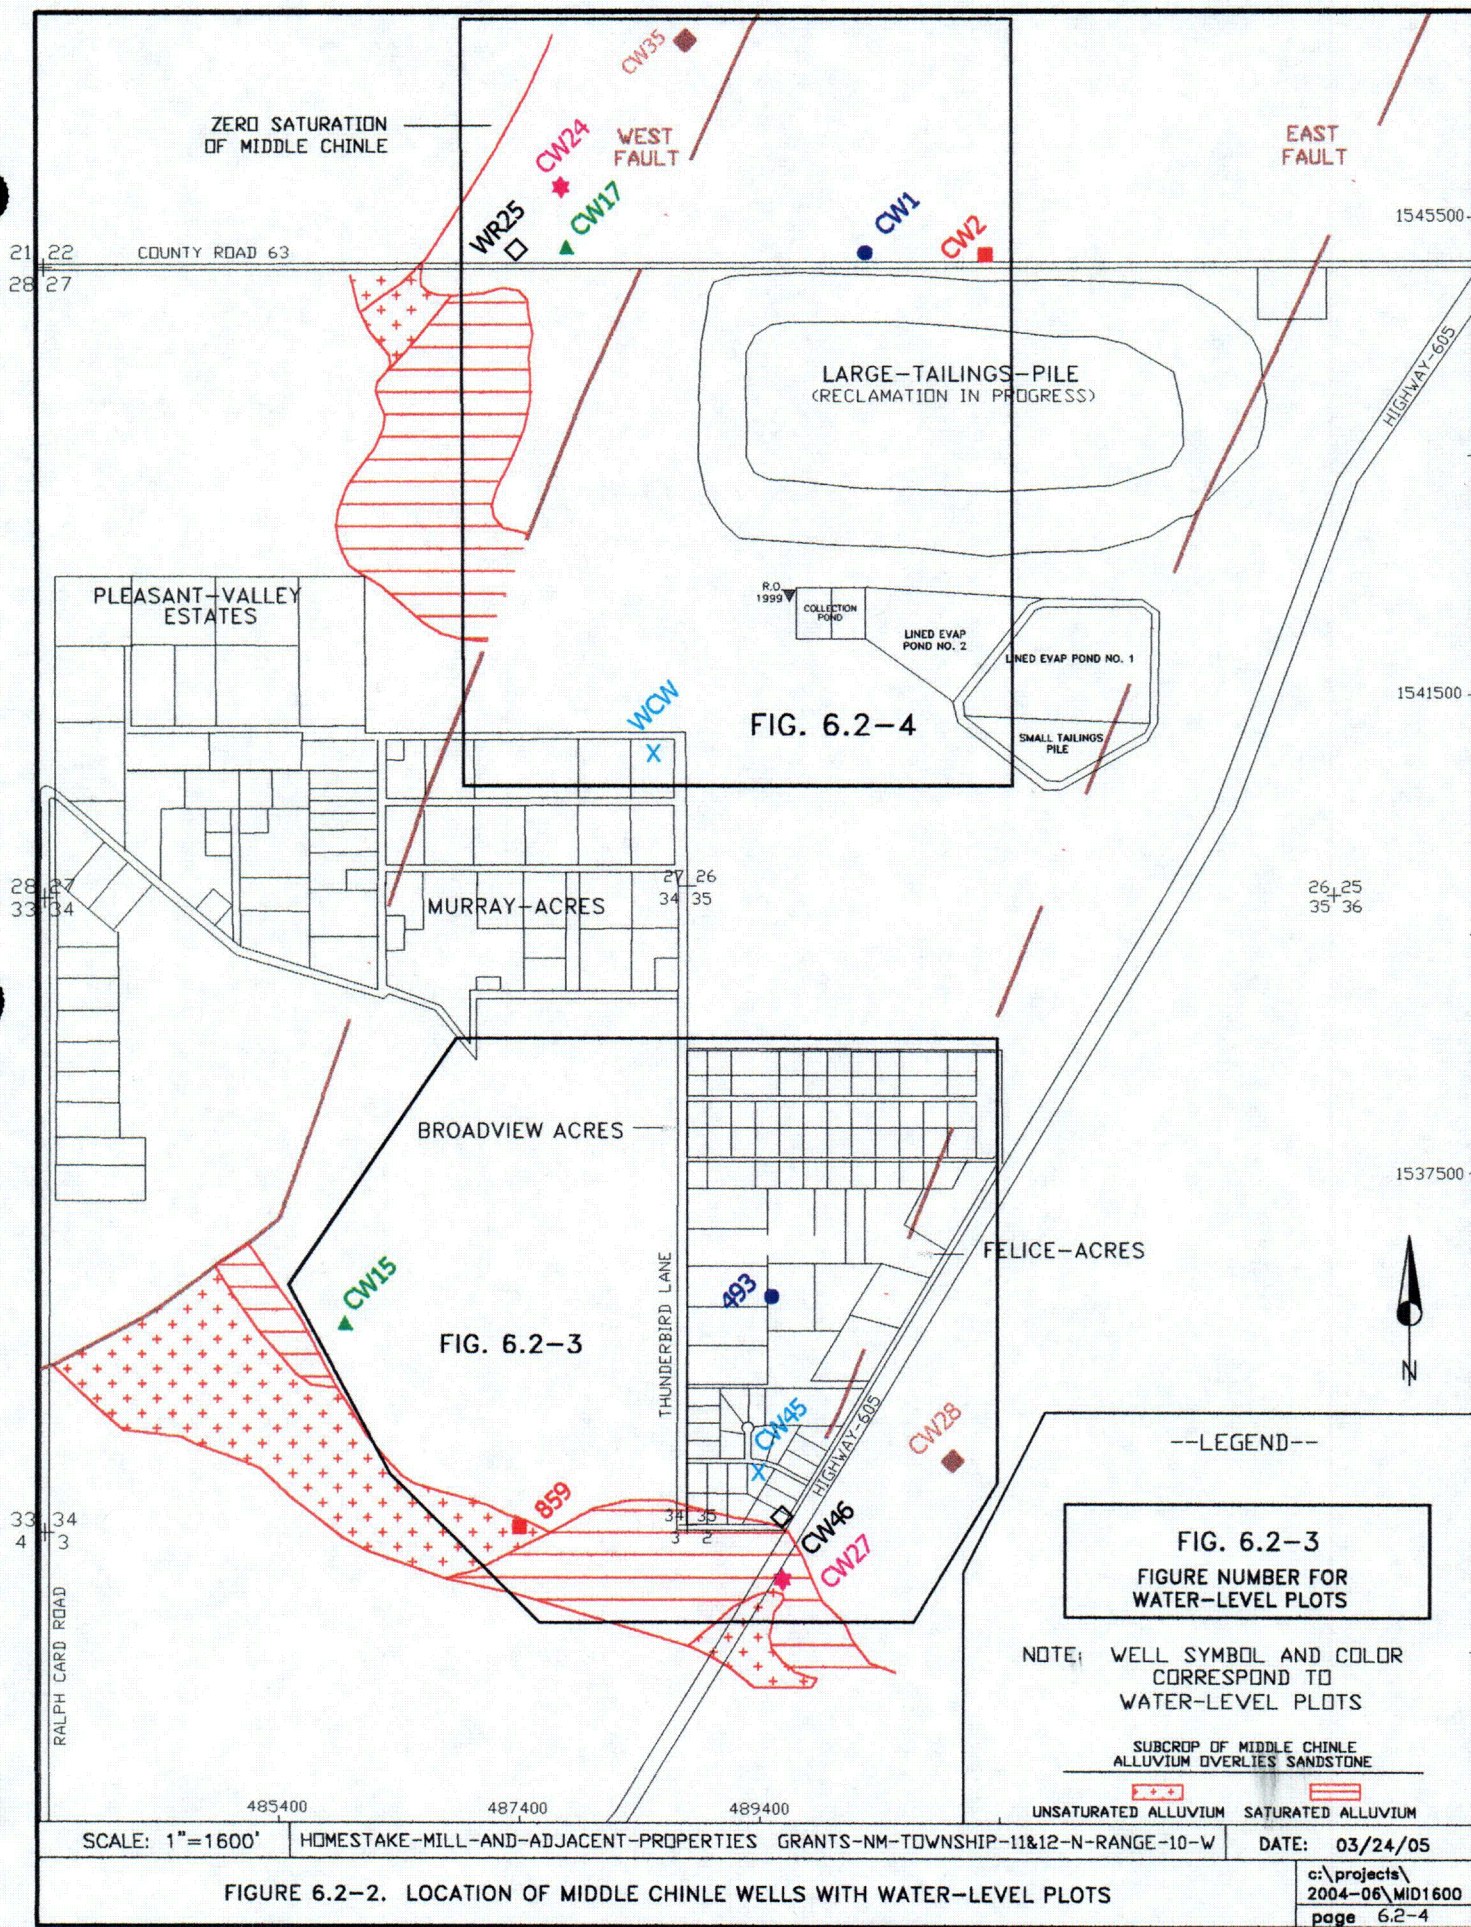 CW35
ZERO SATURATION
OF MIDDLE CHINLE
CW24
WEST
FAULT
EAST
FAULT
WR25
CW17
CW1
CW2
1545500
21 22
28 27
COUNTY ROAD 63
HIGHWAY-605
LARGE-TAILINGS-PILE
(RECLAMATION IN PROGRESS)
PLEASANT-VALLEY
ESTATES
R.O.
1999
COLLECTION
POND
LINED EVAP
POND NO. 2
LINED EVAP POND NO. 1
SMALL TAILINGS
PILE
WCW
X
FIG. 6.2-4
1541500
28 27
33 34
MURRAY-ACRES
27 26
34 35
26 25
35 36
BROADVIEW ACRES
1537500
FELICE-ACRES
CW15
493
THUNDERBIRD LANE
FIG. 6.2-3
CW45
X
HIGHWAY-605
CW28
N
859
34 35
3 2
CW46
CW27
33 34
4 3
RALPH CARD ROAD
--LEGEND--
FIG. 6.2-3
FIGURE NUMBER FOR
WATER-LEVEL PLOTS
NOTE: WELL SYMBOL AND COLOR
CORRESPOND TO
WATER-LEVEL PLOTS
SUBCROP OF MIDDLE CHINLE
ALLUVIUM OVERLIES SANDSTONE
UNSATURATED ALLUVIUM SATURATED ALLUVIUM
485400
487400
489400
SCALE: 1"=1600'
HOMESTAKE-MILL-AND-ADJACENT-PROPERTIES GRANTS-NM-TOWNSHIP-11&12-N-RANGE-10-W
DATE: 03/24/05
FIGURE 6.2-2. LOCATION OF MIDDLE CHINLE WELLS WITH WATER-LEVEL PLOTS
c:\projects\
2004-06\MID1600
page 6.2-4